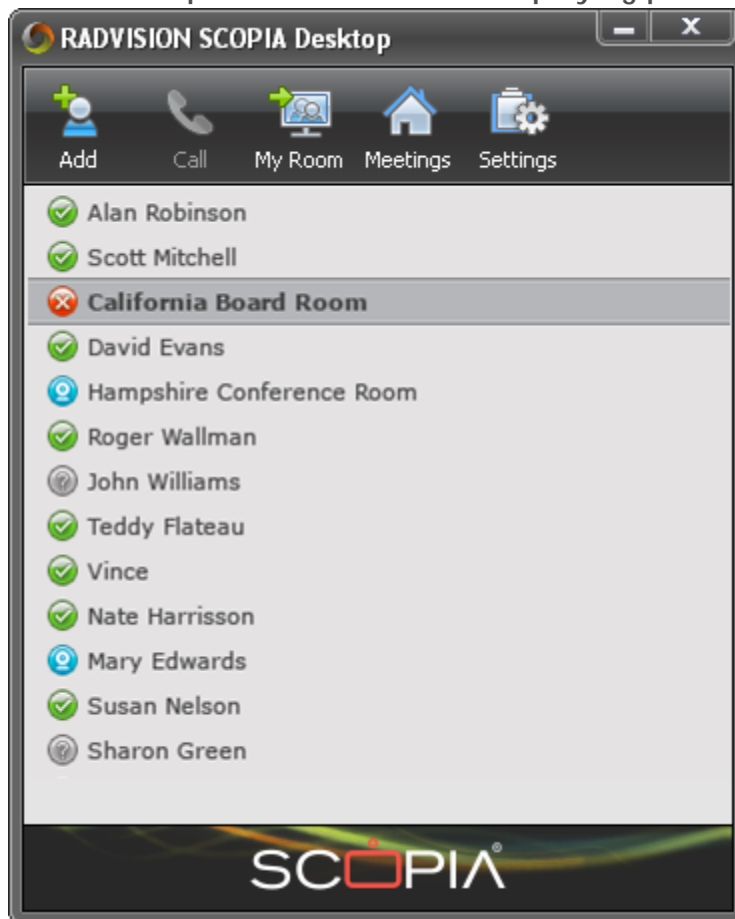 RADVISION SCOPIA Desktop
Add Call My Room Meetings Settings
Alan Robinson
Scott Mitchell
California Board Room
David Evans
Hampshire Conference Room
Roger Wallman
John Williams
Teddy Flateau
Vince
Nate Harrisson
Mary Edwards
Susan Nelson
Sharon Green
SCOPIA®